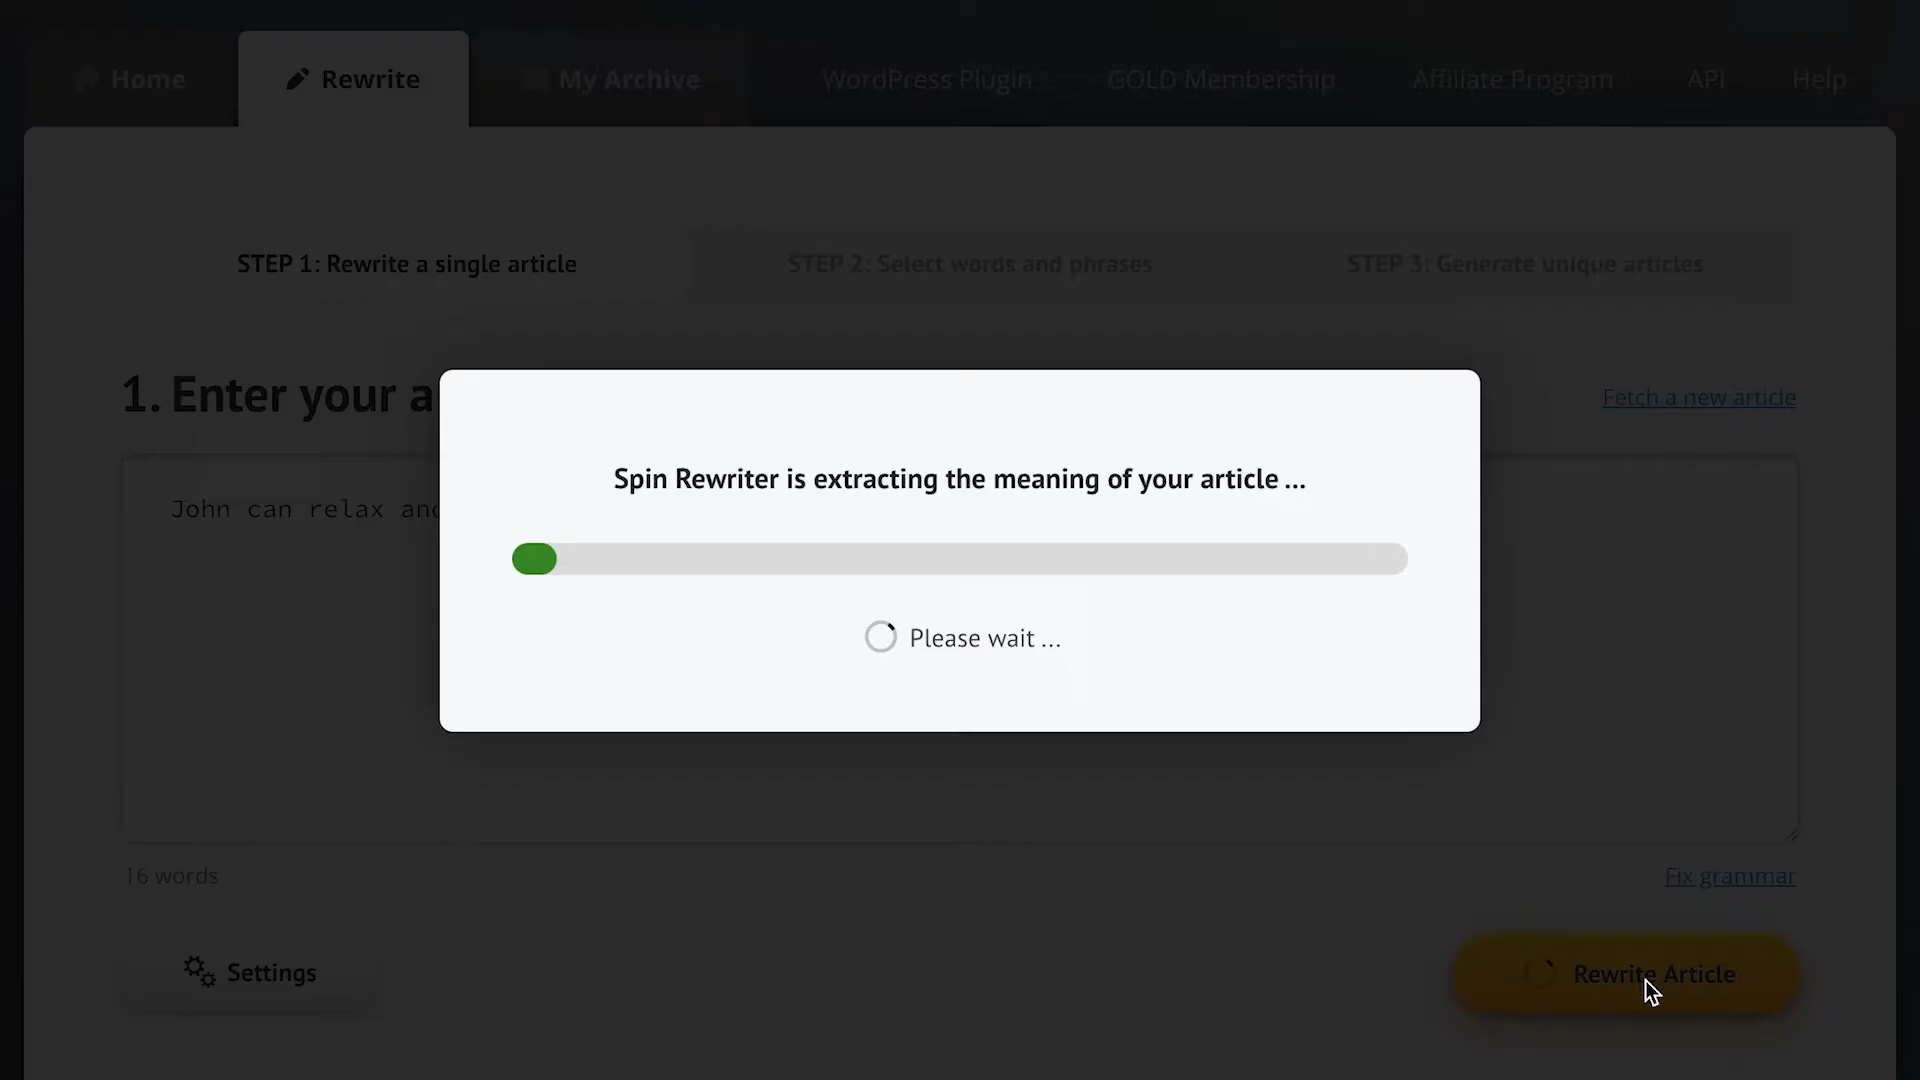 Home
Rewrite
My Archive
WordPress Plugin
GOLD Membership
Affiliate Program
API
Help
STEP 1: Rewrite a single article
STEP 2: Select words and phrases
STEP 3: Generate unique articles
1. Enter your a
Fetch a new article
John can relax and
Spin Rewriter is extracting the meaning of your article ...
Please wait ...
16 words
Fix grammar
Settings
Rewrite Article